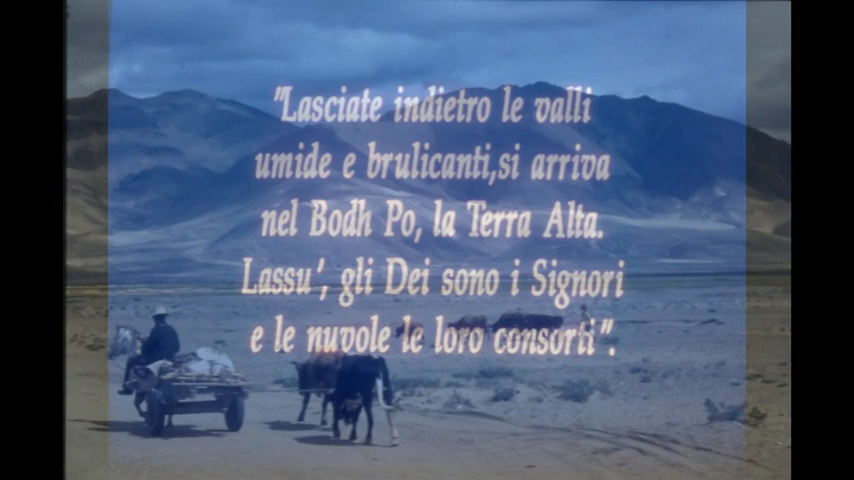 "Lasciate indietro le valli
umide e brulicanti,si arriva
nel Bodh Po, la Terra Alta.
Lassu', gli Dei sono i Signori
e le nuvole le loro consorti".